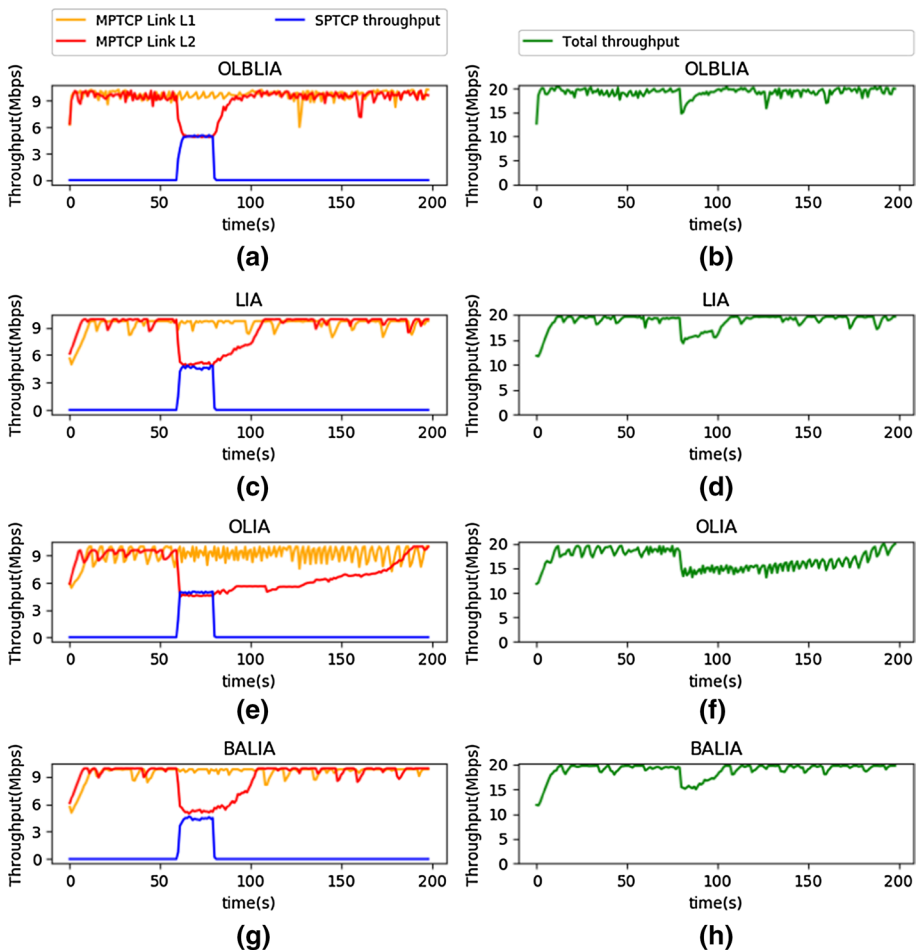 MPTCP Link L1
MPTCP Link L2
SPTCP throughput
Total throughput
OLBLIA
Throughput(Mbps)
9
6
3
0
0 50 100 150 200
time(s)
(a)
OLBLIA
Throughput(Mbps)
20
15
10
5
0
0 50 100 150 200
time(s)
(b)
LIA
Throughput(Mbps)
9
6
3
0
0 50 100 150 200
time(s)
(c)
LIA
Throughput(Mbps)
20
15
10
5
0
0 50 100 150 200
time(s)
(d)
OLIA
Throughput(Mbps)
9
6
3
0
0 50 100 150 200
time(s)
(e)
OLIA
Throughput(Mbps)
20
15
10
5
0
0 50 100 150 200
time(s)
(f)
BALIA
Throughput(Mbps)
9
6
3
0
0 50 100 150 200
time(s)
(g)
BALIA
Throughput(Mbps)
20
15
10
5
0
0 50 100 150 200
time(s)
(h)